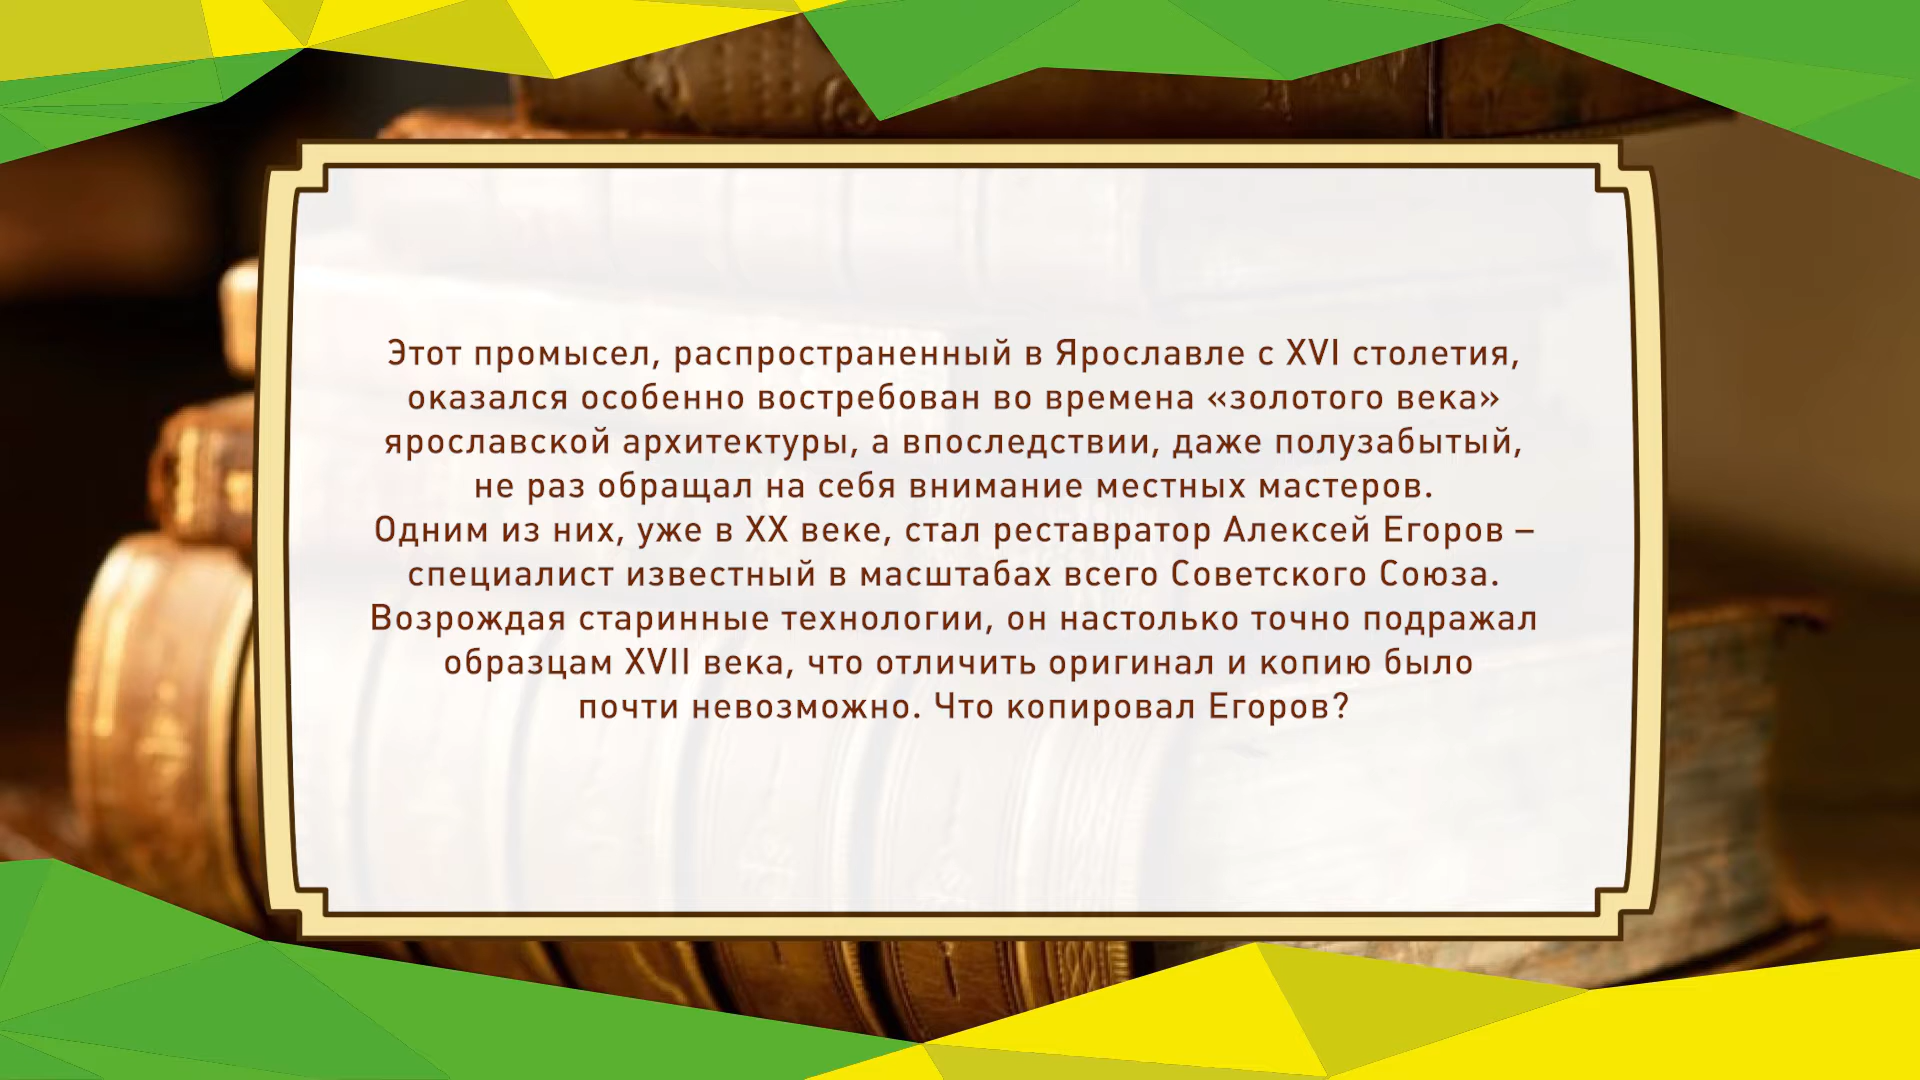 Этот промысел, распространенный в Ярославле с XVI столетия,
оказался особенно востребован во времена «золотого века»
ярославской архитектуры, а впоследствии, даже полузабытый,
не раз обращал на себя внимание местных мастеров.
Одним из них, уже в XX веке, стал реставратор Алексей Егоров –
специалист известный в масштабах всего Советского Союза.
Возрождая старинные технологии, он настолько точно подражал
образцам XVII века, что отличить оригинал и копию было
почти невозможно. Что копировал Егоров?